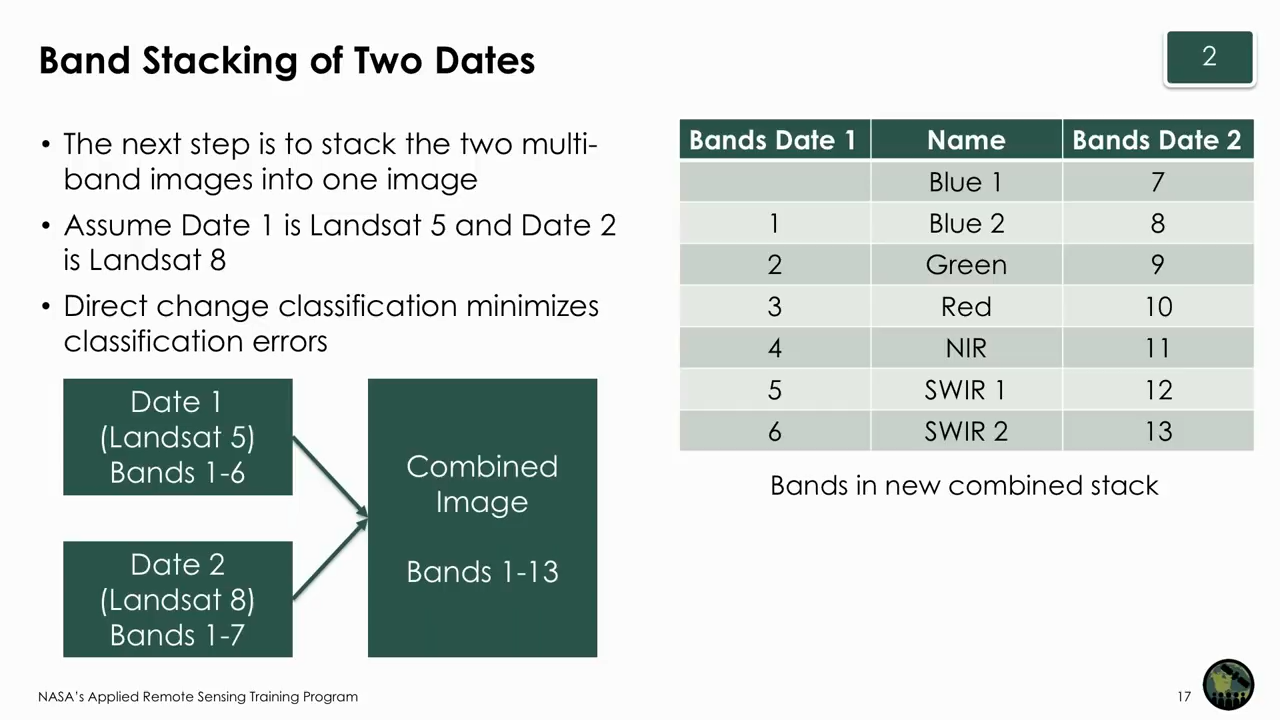 Band Stacking of Two Dates
2
• The next step is to stack the two multi-
band images into one image
• Assume Date 1 is Landsat 5 and Date 2
is Landsat 8
• Direct change classification minimizes
classification errors
Date 1
(Landsat 5)
Bands 1-6
Date 2
(Landsat 8)
Bands 1-7
Combined
Image
Bands 1-13
Bands Date 1 Name Bands Date 2
Blue 1 7
1 Blue 2 8
2 Green 9
3 Red 10
4 NIR 11
5 SWIR 1 12
6 SWIR 2 13
Bands in new combined stack
NASA's Applied Remote Sensing Training Program
17